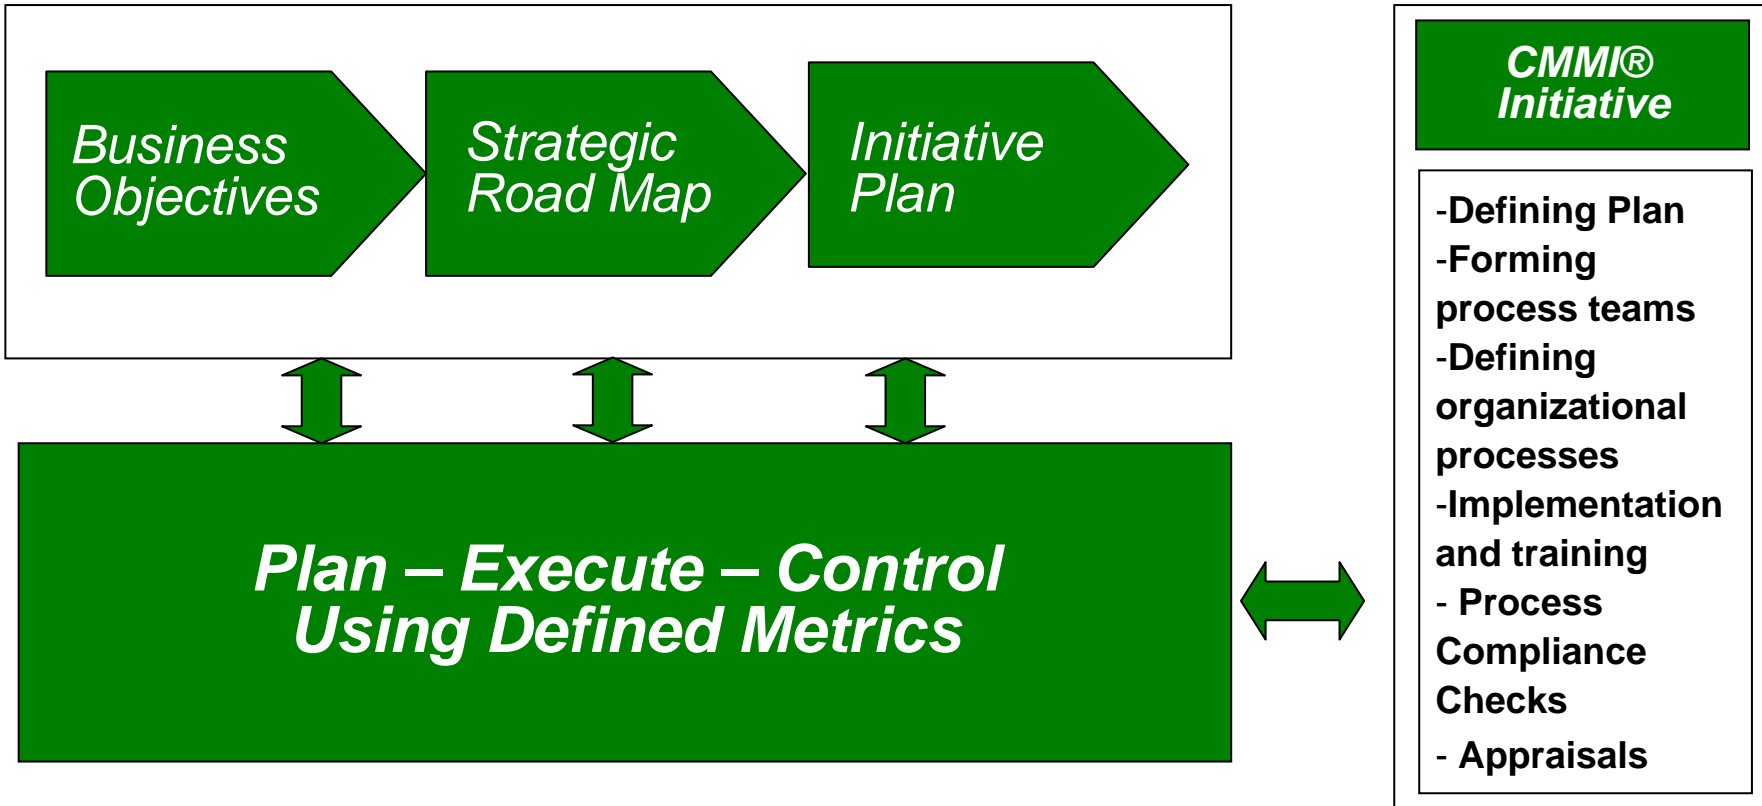 Business
Objectives
Strategic
Road Map
Initiative
Plan
Plan – Execute – Control
Using Defined Metrics
CMMI®
Initiative
-Defining Plan
-Forming
process teams
-Defining
organizational
processes
-Implementation
and training
- Process
Compliance
Checks
- Appraisals